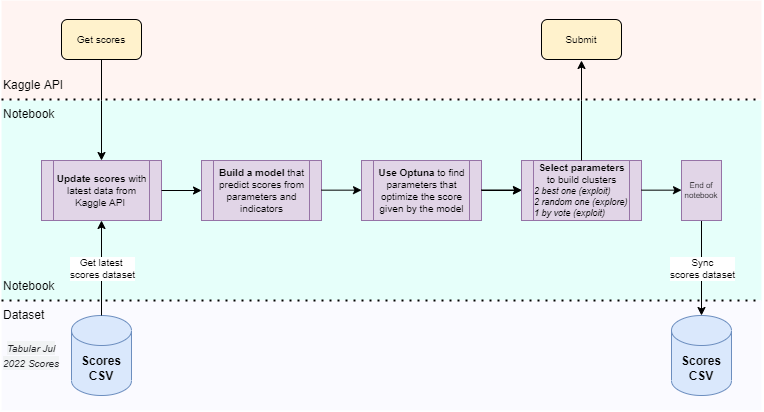 Get scores
Submit
Kaggle API
Notebook
Update scores with
latest data from
Kaggle API
Build a model that
predict scores from
parameters and
indicators
Use Optuna to find
parameters that
optimize the score
given by the model
Select parameters
to build clusters
2 best one (exploit)
2 random one (explore)
1 by vote (exploit)
End of
notebook
Get latest
scores dataset
Sync
scores dataset
Notebook
Dataset
Tabular Jul
2022 Scores
Scores
CSV
Scores
CSV